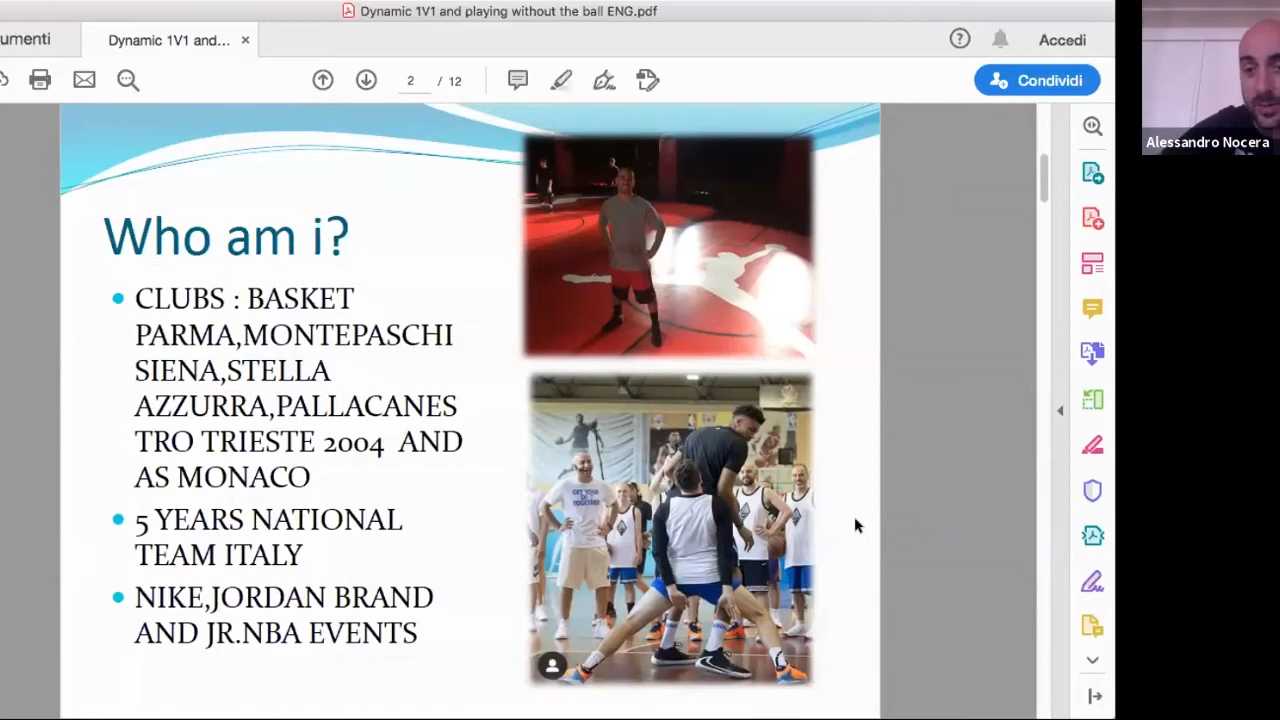 Dynamic 1V1 and playing without the ball ENG.pdf
umenti
Dynamic 1V1 and... ×
Accedi
2 / 12
Condividi
Alessandro Nocera
Who am i?
CLUBS : BASKET
PARMA,MONTEPASCHI
SIENA,STELLA
AZZURRA,PALLACANES
TRO TRIESTE 2004 AND
AS MONACO
5 YEARS NATIONAL
TEAM ITALY
NIKE,JORDAN BRAND
AND JR.NBA EVENTS